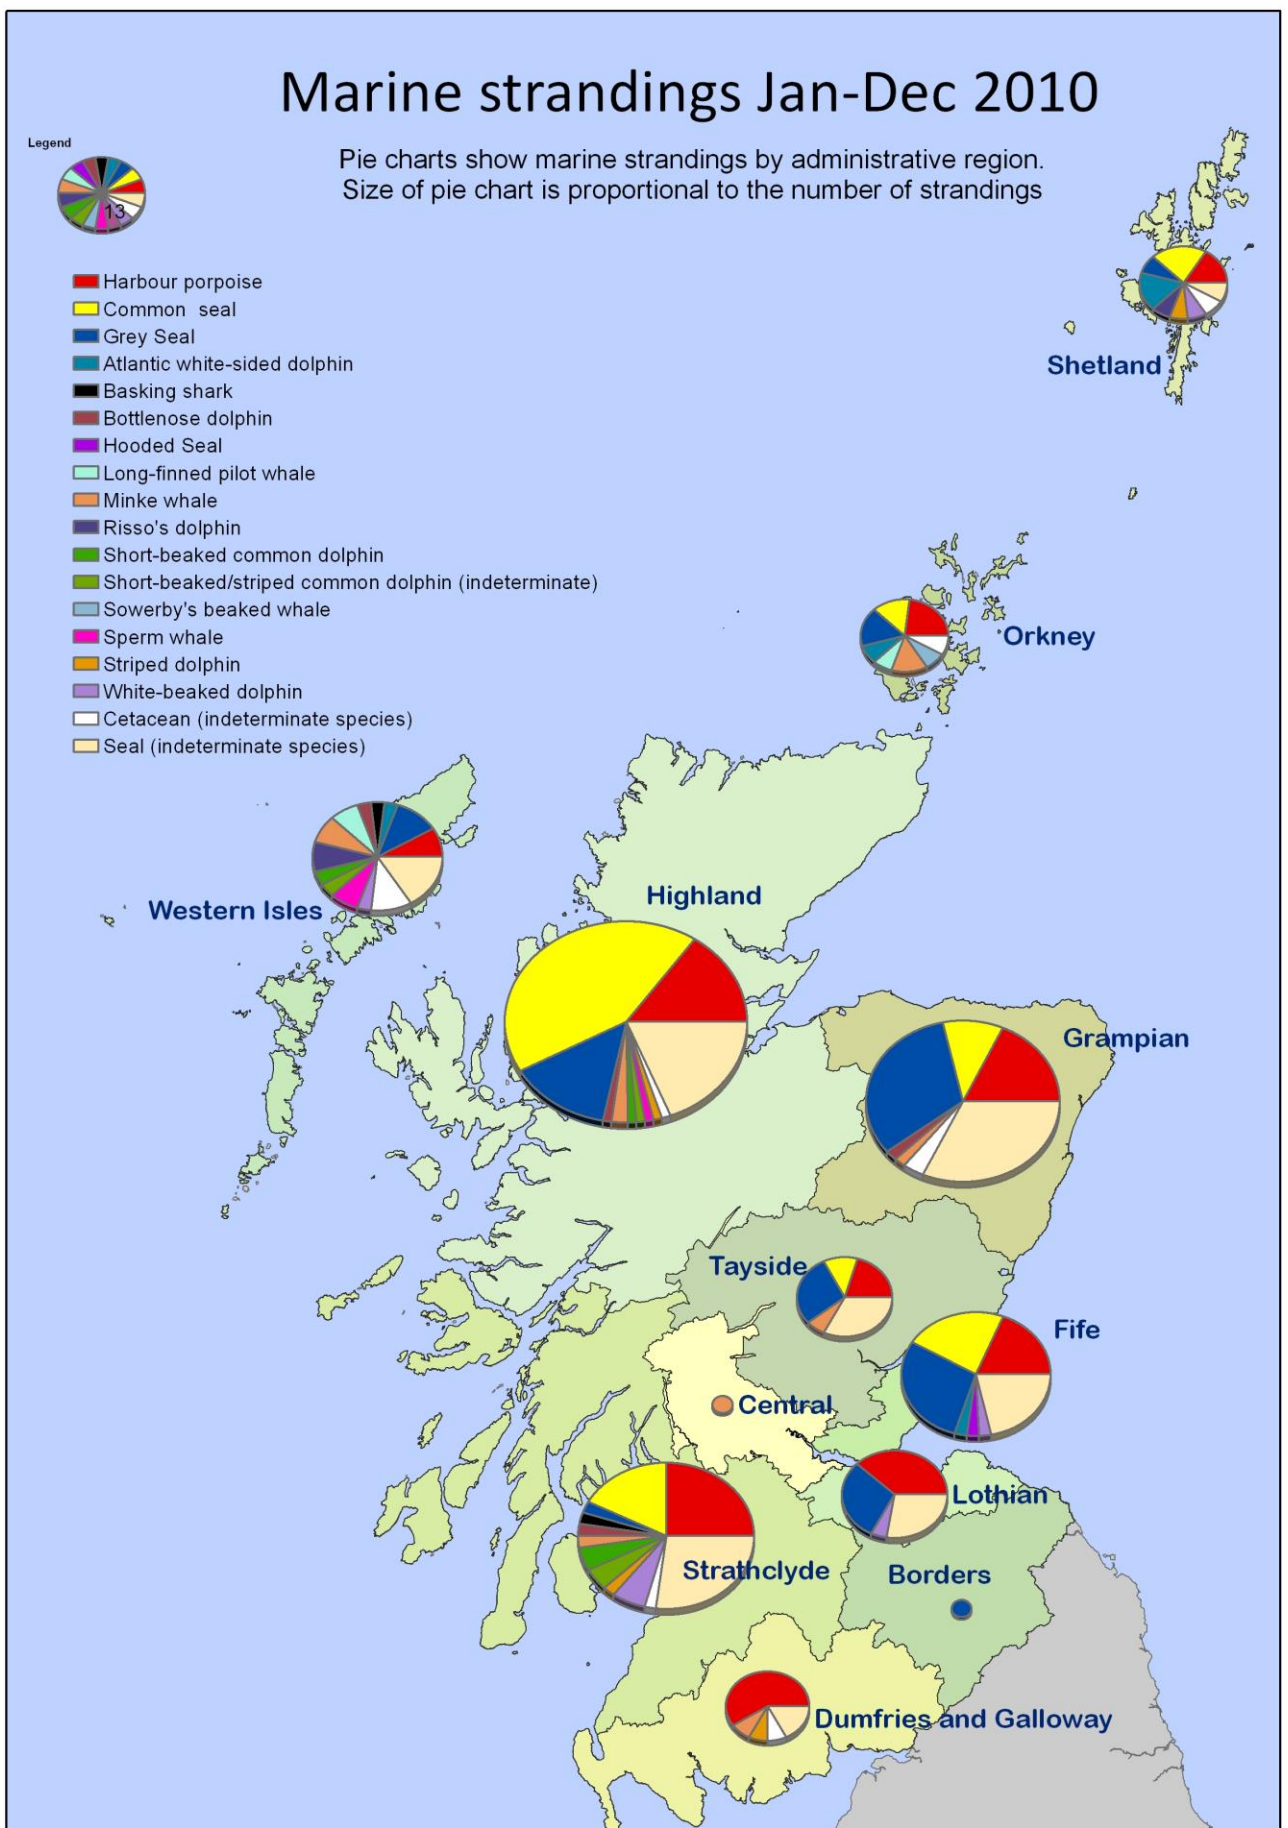 Marine strandings Jan-Dec 2010
Legend
Pie charts show marine strandings by administrative region.
Size of pie chart is proportional to the number of strandings
13
Harbour porpoise
Common seal
Grey Seal
Atlantic white-sided dolphin
Basking shark
Bottlenose dolphin
Hooded Seal
Long-finned pilot whale
Minke whale
Risso's dolphin
Short-beaked common dolphin
Short-beaked/striped common dolphin (indeterminate)
Sowerby's beaked whale
Sperm whale
Striped dolphin
White-beaked dolphin
Cetacean (indeterminate species)
Seal (indeterminate species)
Shetland
Orkney
Highland
Western Isles
Grampian
Tayside
Fife
Central
Lothian
Strathclyde
Borders
Dumfries and Galloway